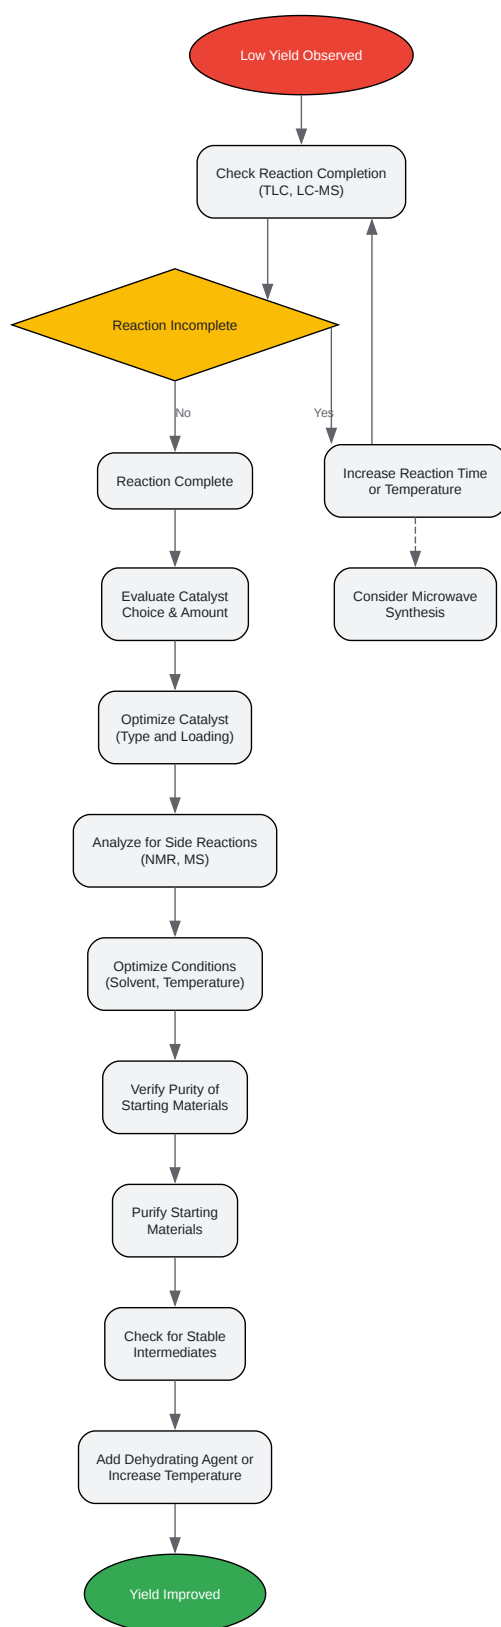 Low Yield Observed
Check Reaction Completion
(TLC, LC-MS)
Reaction Incomplete
No
Yes
Reaction Complete
Increase Reaction Time
or Temperature
Evaluate Catalyst
Choice & Amount
Consider Microwave
Synthesis
Optimize Catalyst
(Type and Loading)
Analyze for Side Reactions
(NMR, MS)
Optimize Conditions
(Solvent, Temperature)
Verify Purity of
Starting Materials
Purify Starting
Materials
Check for Stable
Intermediates
Add Dehydrating Agent or
Increase Temperature
Yield Improved